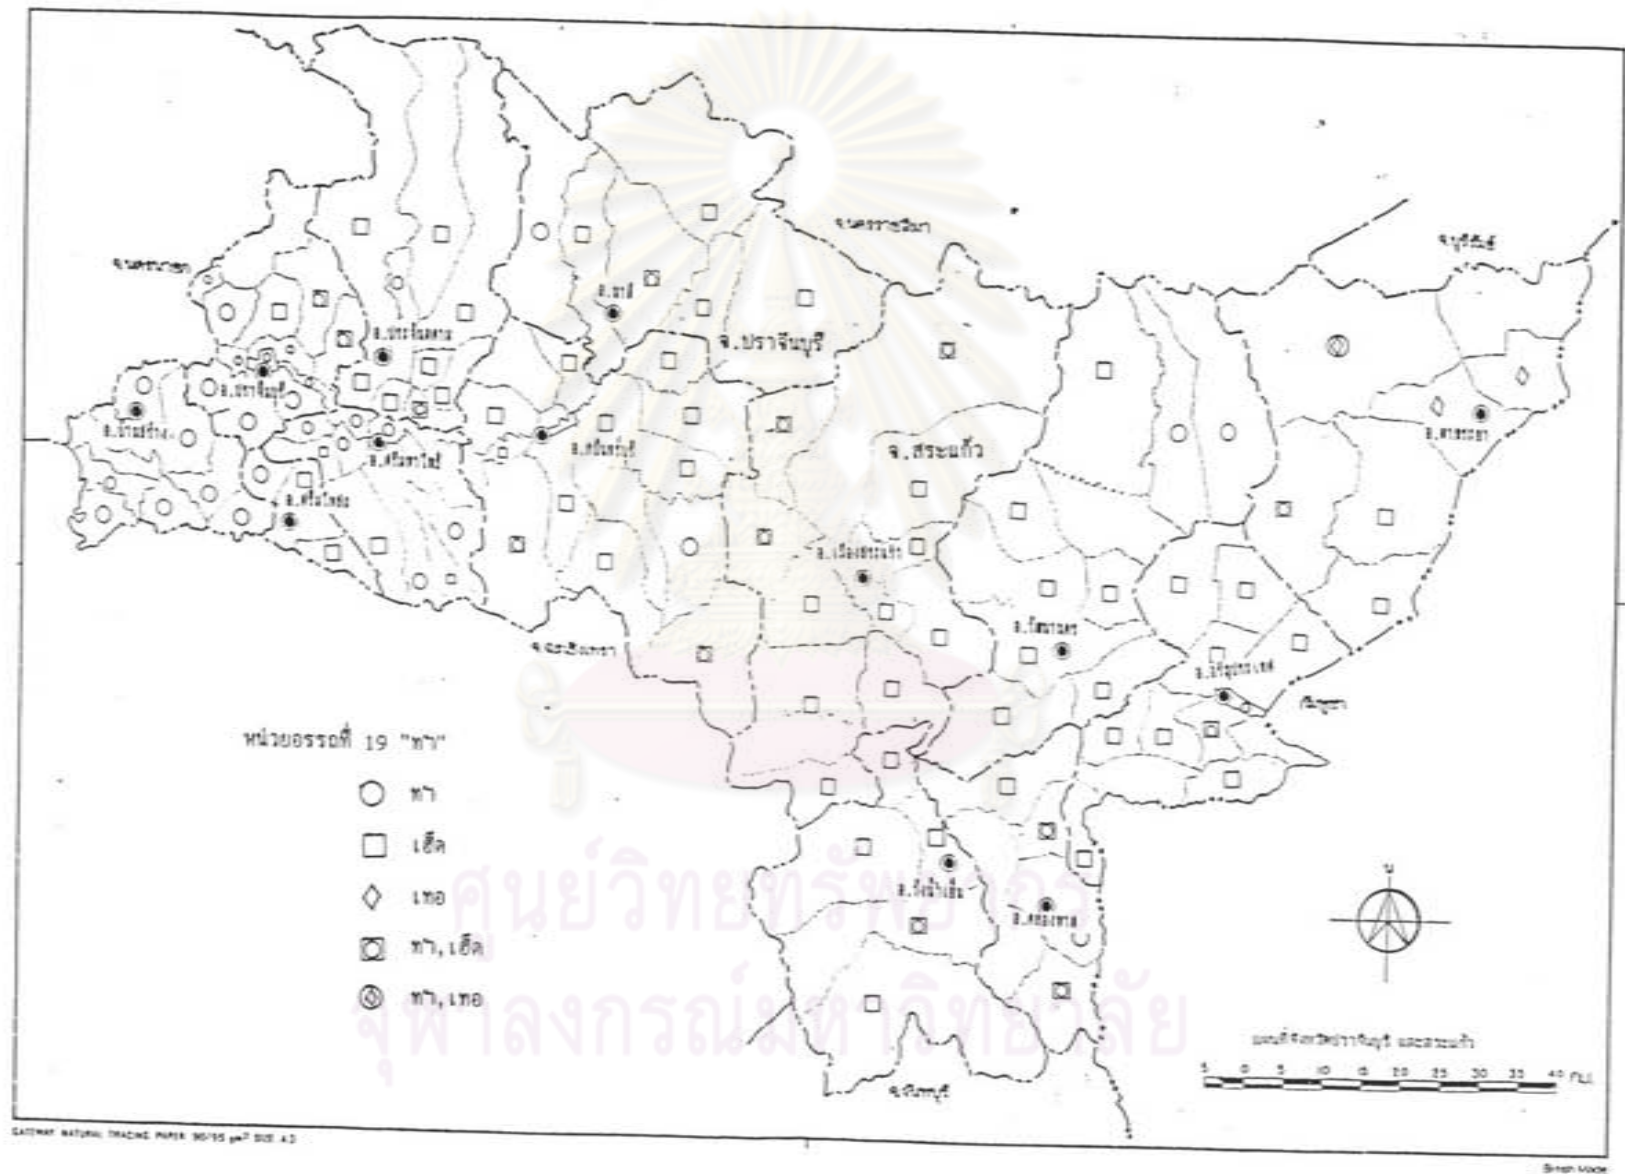 จ.นครราชสีมา
จ.บุรีรัมย์
จ.นครนายก
อ.นาดี
อ.ประจันตคาม
จ.ปราจีนบุรี
อ.ปราจีนบุรี
อ.ตาพระยา
อ.บ้านสร้าง
อ.ศรีมหาโพธิ
อ.กบินทร์บุรี
จ.สระแก้ว
อ.ศรีมโหสถ
อ.เมืองสระแก้ว
อ.วัฒนานคร
จ.ฉะเชิงเทรา
อ.อรัญประเทศ
กัมพูชา
หน่วยอรรถที่ 19 "ทา"
ทา
เฮ็ด
เทอ
ทา,เฮ็ด
ทา,เทอ
อ.วังน้ำเย็น
อ.คลองหาด
น
ศูนย์วิทยทรัพยากร
จุฬาลงกรณ์มหาวิทยาลัย
แผนที่จังหวัดปราจีนบุรี และสระแก้ว
5 0 5 10 15 20 25 30 35 40 กม.
จ.จันทบุรี
GATEWAY NATURAL TRACING PAPER 90/95 gm² SIZE A3
British Made